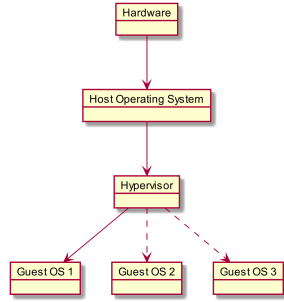 Hardware
Host Operating System
Hypervisor
Guest OS 1
Guest OS 2
Guest OS 3